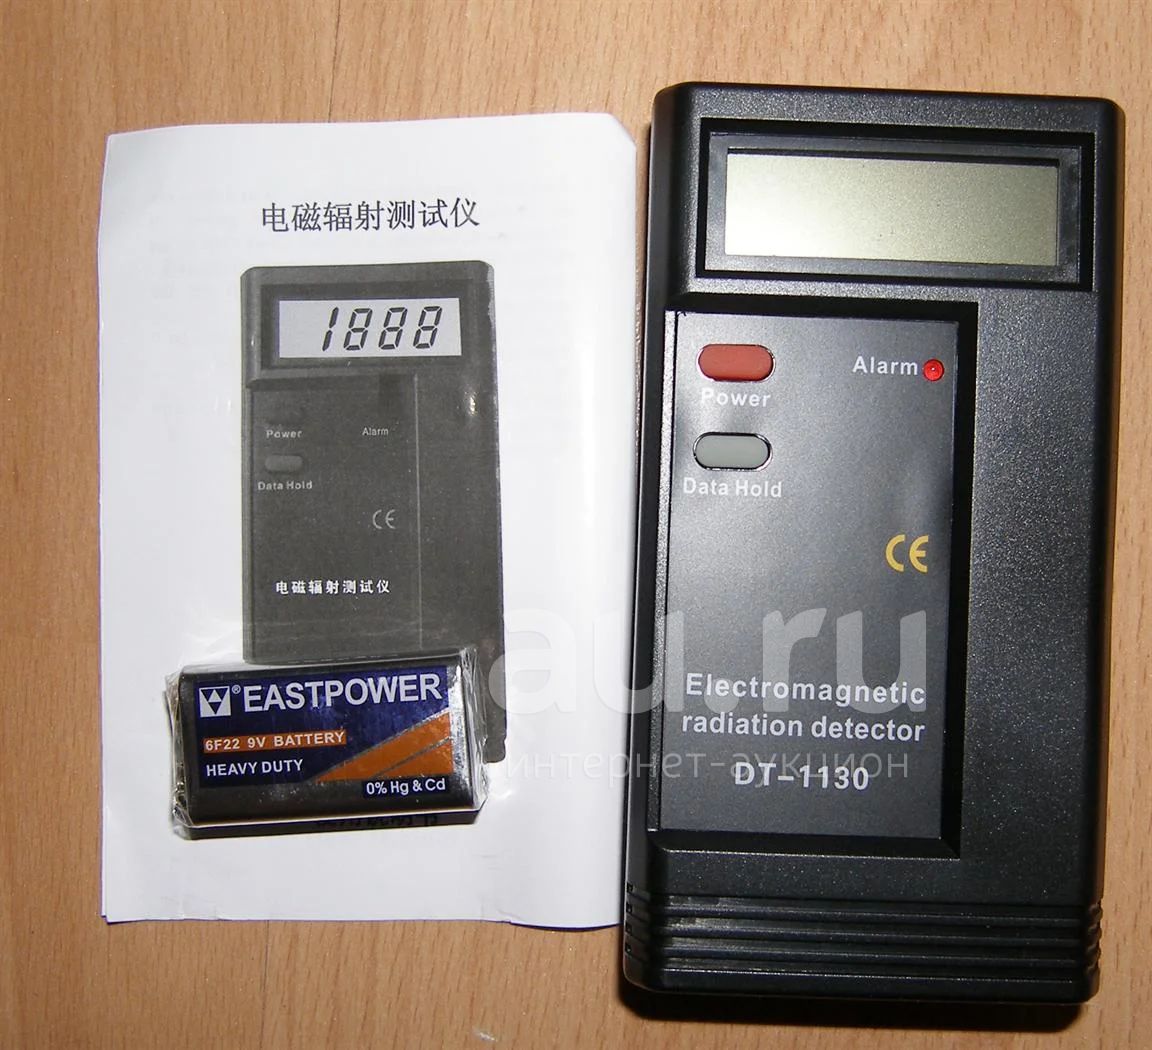 电磁辐射测试仪
1888
Power
Alarm
Data Hold
CE
电磁辐射测试仪
® EASTPOWER
6F22 9V BATTERY
HEAVY DUTY
0% Hg & Cd
Alarm
Power
Data Hold
CE
Electromagnetic
radiation detector
DT-1130
au.ru
интернет-аукцион